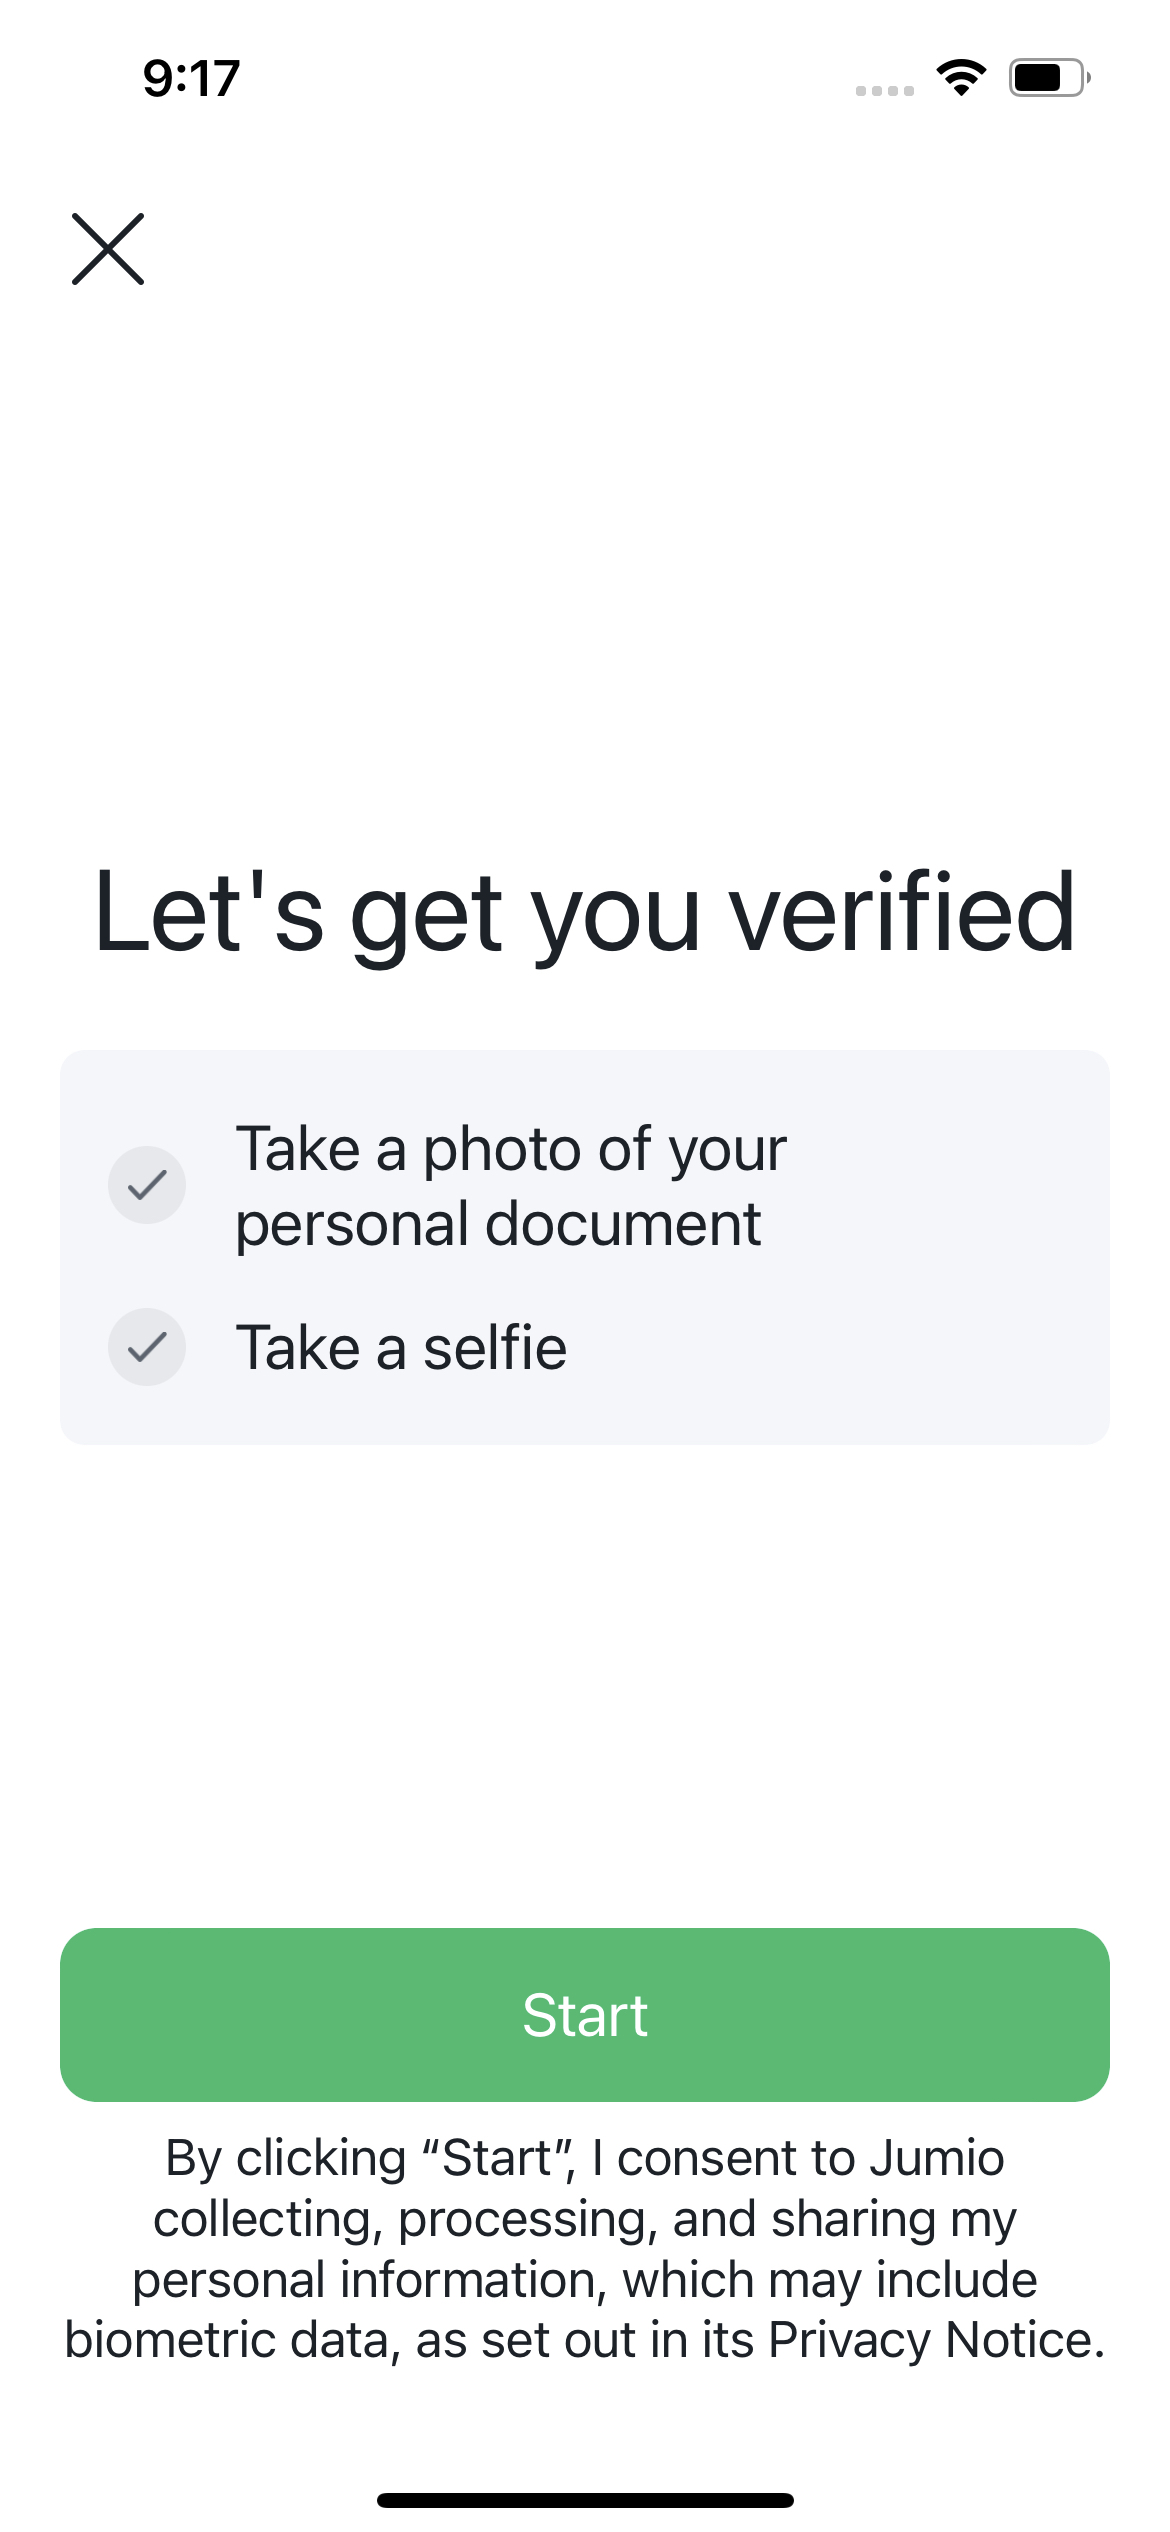 9:17
Let's get you verified
Take a photo of your
personal document
Take a selfie
Start
By clicking “Start”, I consent to Jumio
collecting, processing, and sharing my
personal information, which may include
biometric data, as set out in its Privacy Notice.